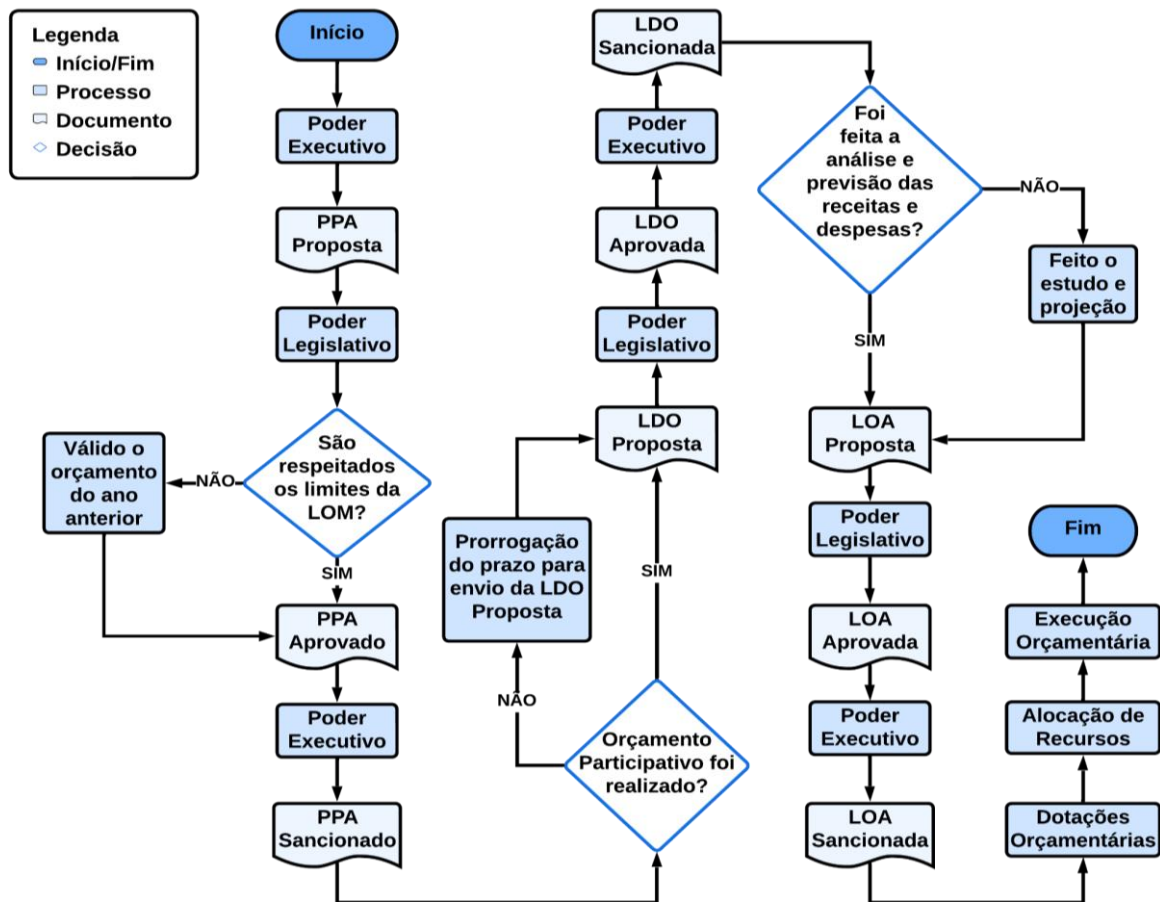 Legenda
Início/Fim
Processo
Documento
Decisão
Início
Poder
Executivo
PPA
Proposta
Poder
Legislativo
São
respeitados
os limites da
LOM?
NÃO
Válido o
orçamento
do ano
anterior
SIM
PPA
Aprovado
Poder
Executivo
PPA
Sancionado
Orçamento
Participativo foi
realizado?
NÃO
Prorrogação
do prazo para
envio da LDO
Proposta
SIM
LDO
Proposta
Poder
Legislativo
LDO
Aprovada
Poder
Executivo
LDO
Sancionada
Foi
feita a
análise e
previsão das
receitas e
despesas?
NÃO
Feito o
estudo e
projeção
SIM
LOA
Proposta
Poder
Legislativo
LOA
Aprovada
Poder
Executivo
LOA
Sancionada
Dotações
Orçamentárias
Alocação de
Recursos
Execução
Orçamentária
Fim